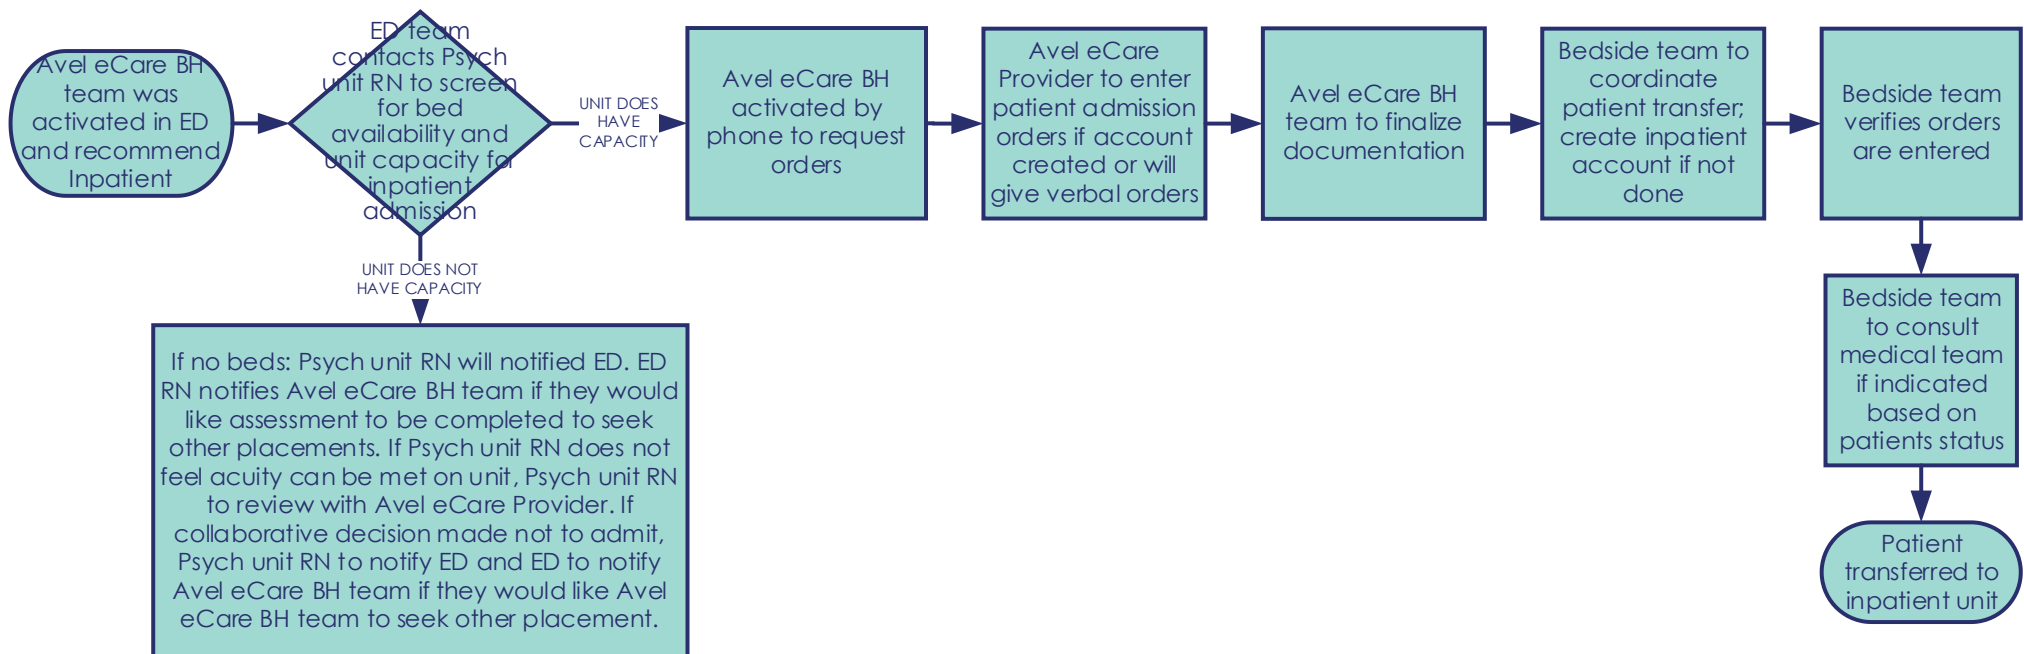 Avel eCare BH
team was
activated in ED
and recommend
Inpatient
ED team
contacts Psych
unit RN to screen
for bed
availability and
unit capacity for
inpatient
admission
UNIT DOES
HAVE
CAPACITY
Avel eCare BH
activated by
phone to request
orders
Avel eCare
Provider to enter
patient admission
orders if account
created or will
give verbal orders
Avel eCare BH
team to finalize
documentation
Bedside team to
coordinate
patient transfer;
create inpatient
account if not
done
Bedside team
verifies orders
are entered
UNIT DOES NOT
HAVE CAPACITY
If no beds: Psych unit RN will notified ED. ED
RN notifies Avel eCare BH team if they would
like assessment to be completed to seek
other placements. If Psych unit RN does not
feel acuity can be met on unit, Psych unit RN
to review with Avel eCare Provider. If
collaborative decision made not to admit,
Psych unit RN to notify ED and ED to notify
Avel eCare BH team if they would like Avel
eCare BH team to seek other placement.
Bedside team
to consult
medical team
if indicated
based on
patients status
Patient
transferred to
inpatient unit